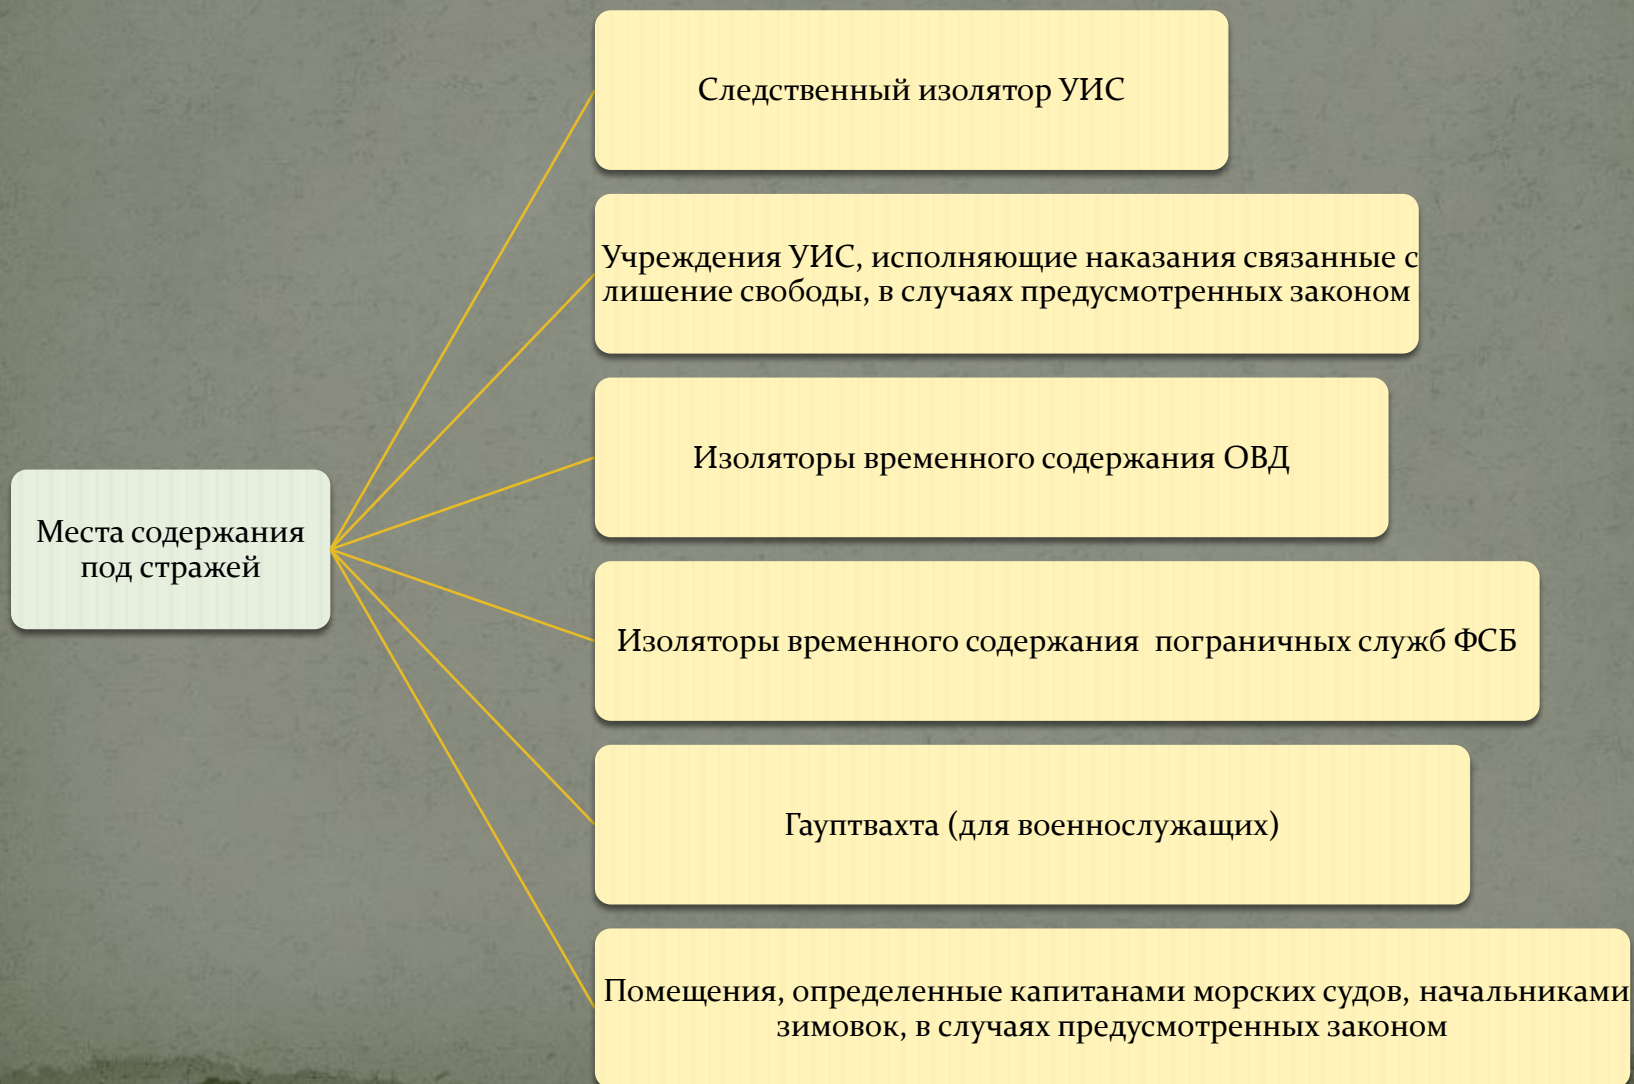 Следственный изолятор УИС
Учреждения УИС, исполняющие наказания связанные с
лишение свободы, в случаях предусмотренных законом
Изоляторы временного содержания ОВД
Места содержания
под стражей
Изоляторы временного содержания  пограничных служб ФСБ
Гауптвахта (для военнослужащих)
Помещения, определенные капитанами морских судов, начальниками
зимовок, в случаях предусмотренных законом